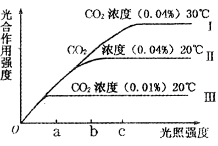 光合作用强度
CO₂ 浓度 (0.04%) 30℃
I
CO₂ 浓度 (0.04%) 20℃
II
CO₂ 浓度 (0.01%) 20℃
III
O a b c 光照强度